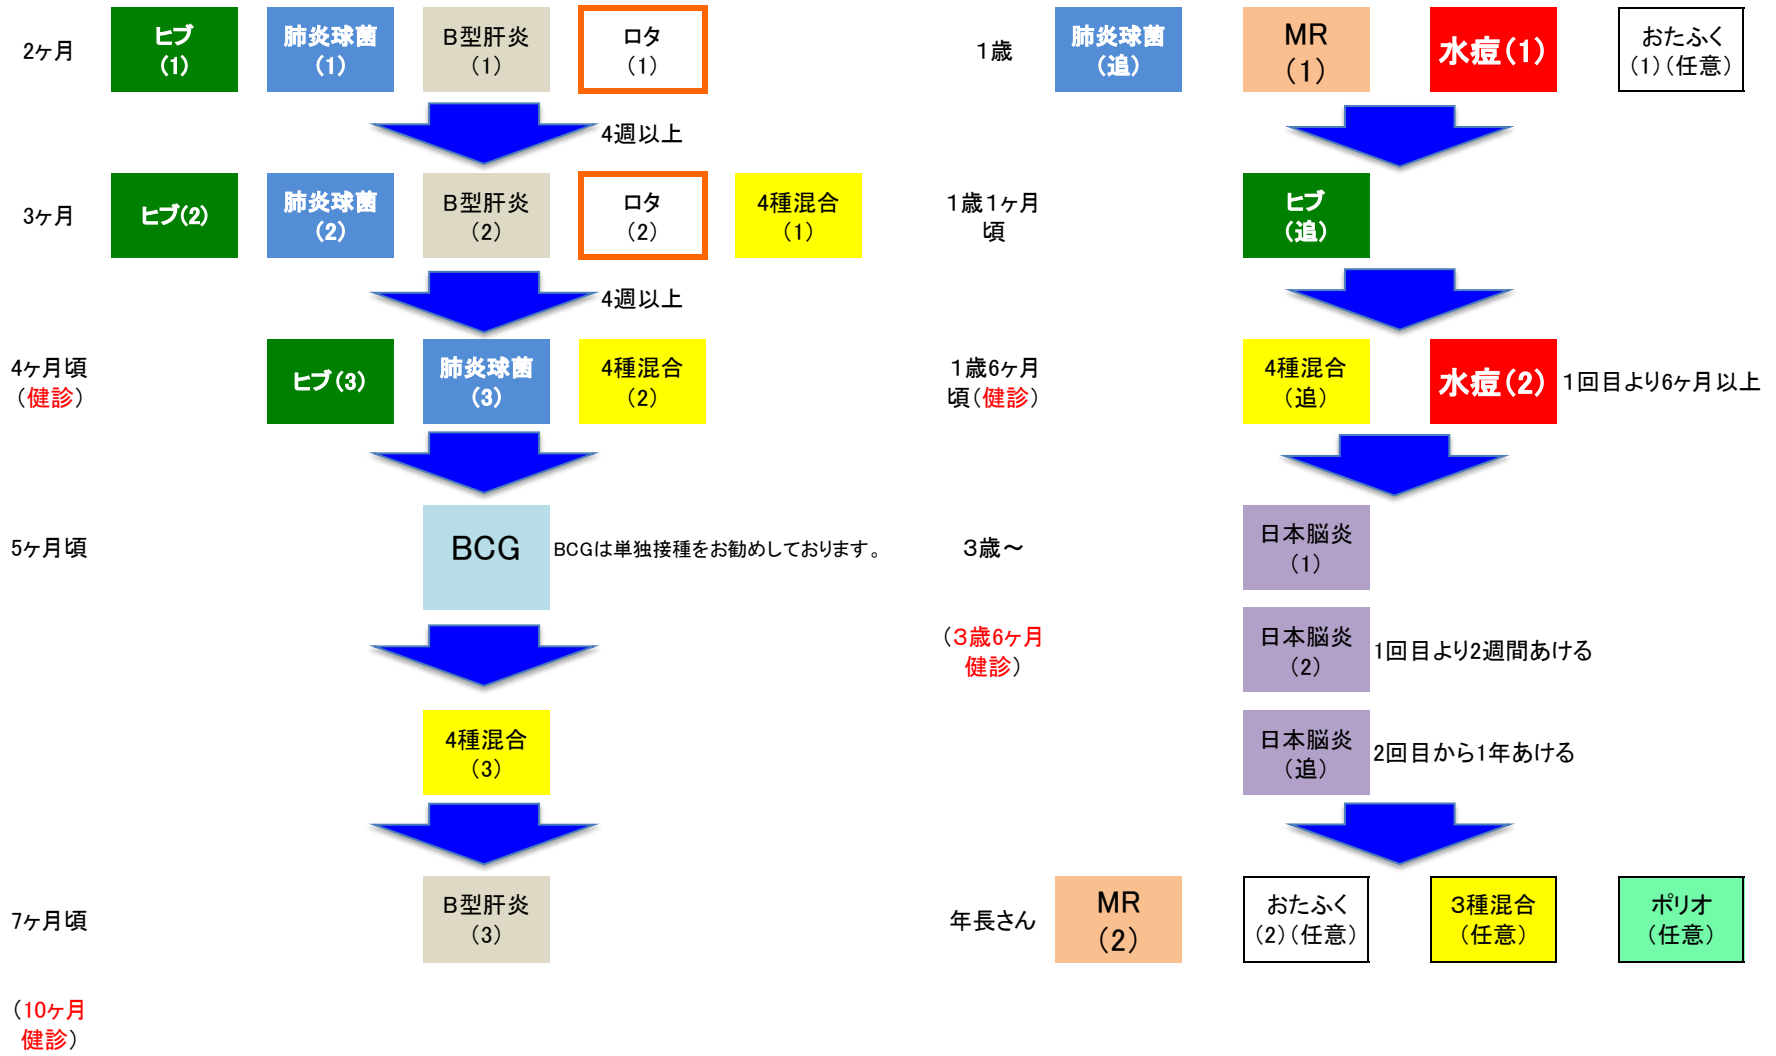 2ヶ月
ヒブ
(1)
肺炎球菌
(1)
B型肝炎
(1)
ロタ
(1)
4週以上
3ヶ月
ヒブ(2)
肺炎球菌
(2)
B型肝炎
(2)
ロタ
(2)
4種混合
(1)
4週以上
4ヶ月頃
(健診)
ヒブ(3)
肺炎球菌
(3)
4種混合
(2)
5ヶ月頃
BCG
BCGは単独接種をお勧めしております。
4種混合
(3)
7ヶ月頃
B型肝炎
(3)
(10ヶ月
健診)
1歳
肺炎球菌
(追)
MR
(1)
水痘(1)
おたふく
(1)(任意)
1歳1ヶ月
頃
ヒブ
(追)
1歳6ヶ月
頃(健診)
4種混合
(追)
水痘(2)
1回目より6ヶ月以上
3歳～
日本脳炎
(1)
(3歳6ヶ月
健診)
日本脳炎
(2)
1回目より2週間あける
日本脳炎
(追)
2回目から1年あける
年長さん
MR
(2)
おたふく
(2)(任意)
3種混合
(任意)
ポリオ
(任意)